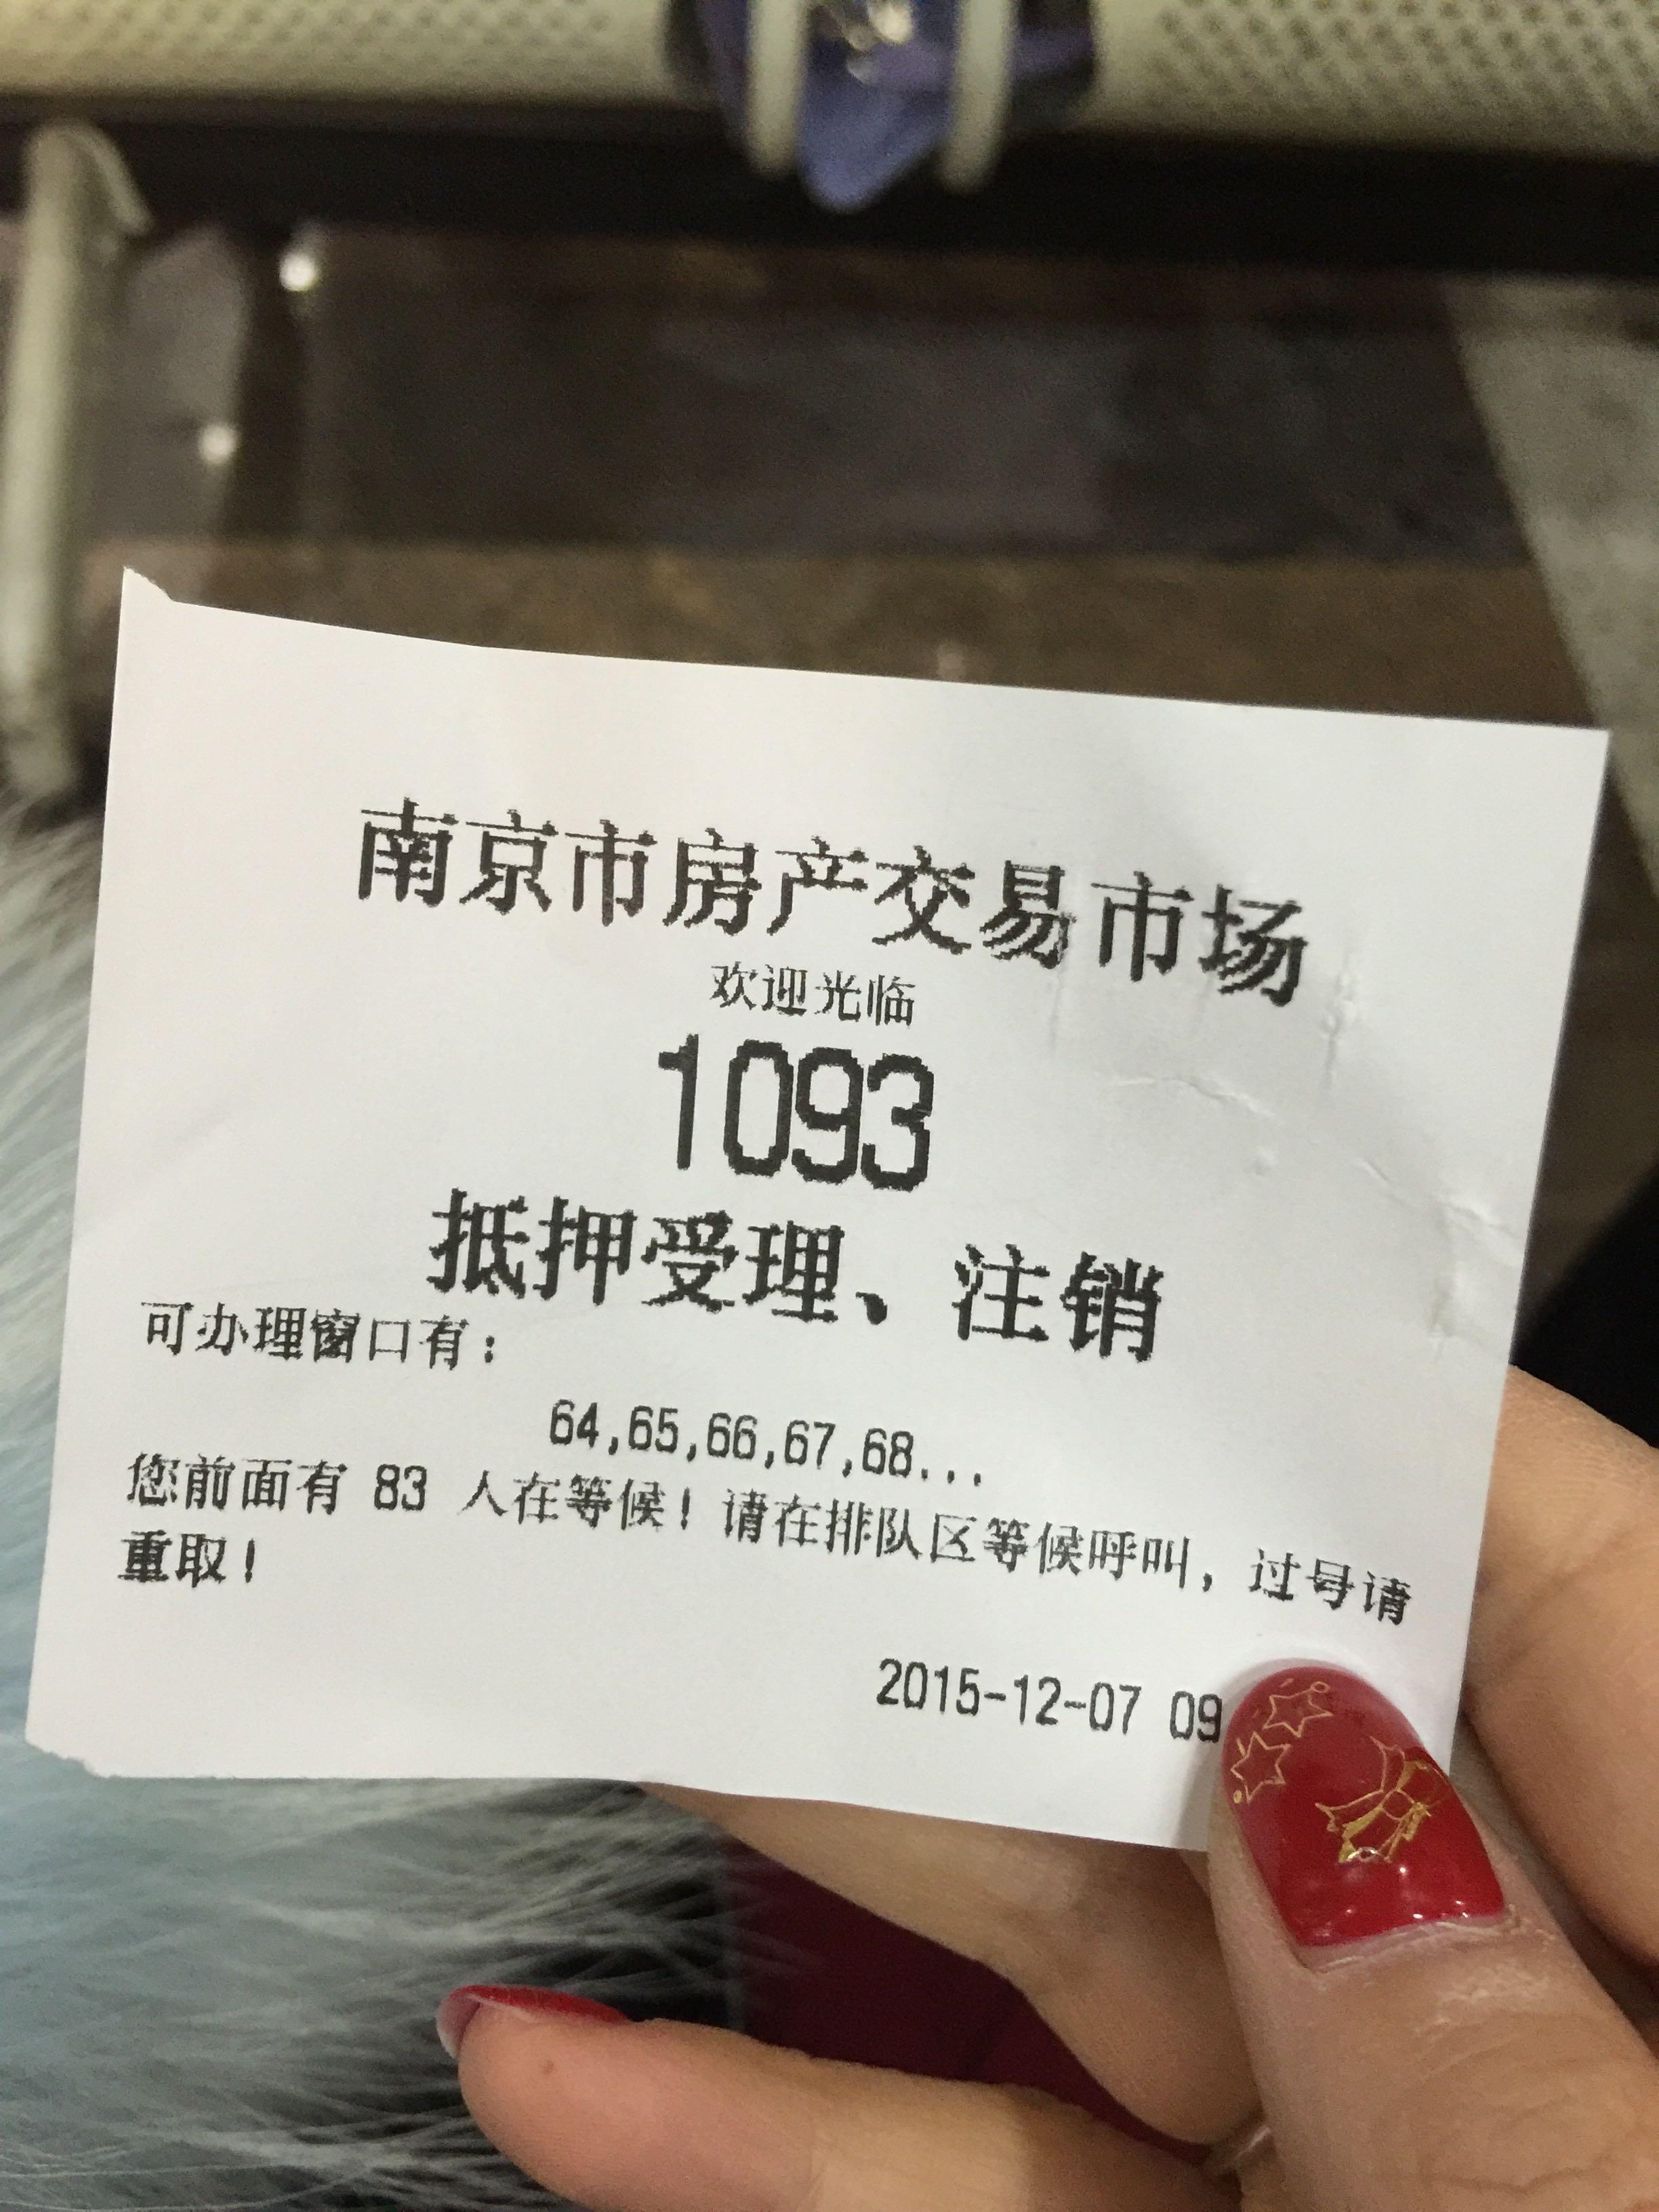 南京市房产交易市场
欢迎光临
1093
抵押受理、注销
可办理窗口有：
64,65,66,67,68...
您前面有 83 人在等候！请在排队区等候呼叫，过号请
重取！
2015-12-07 09